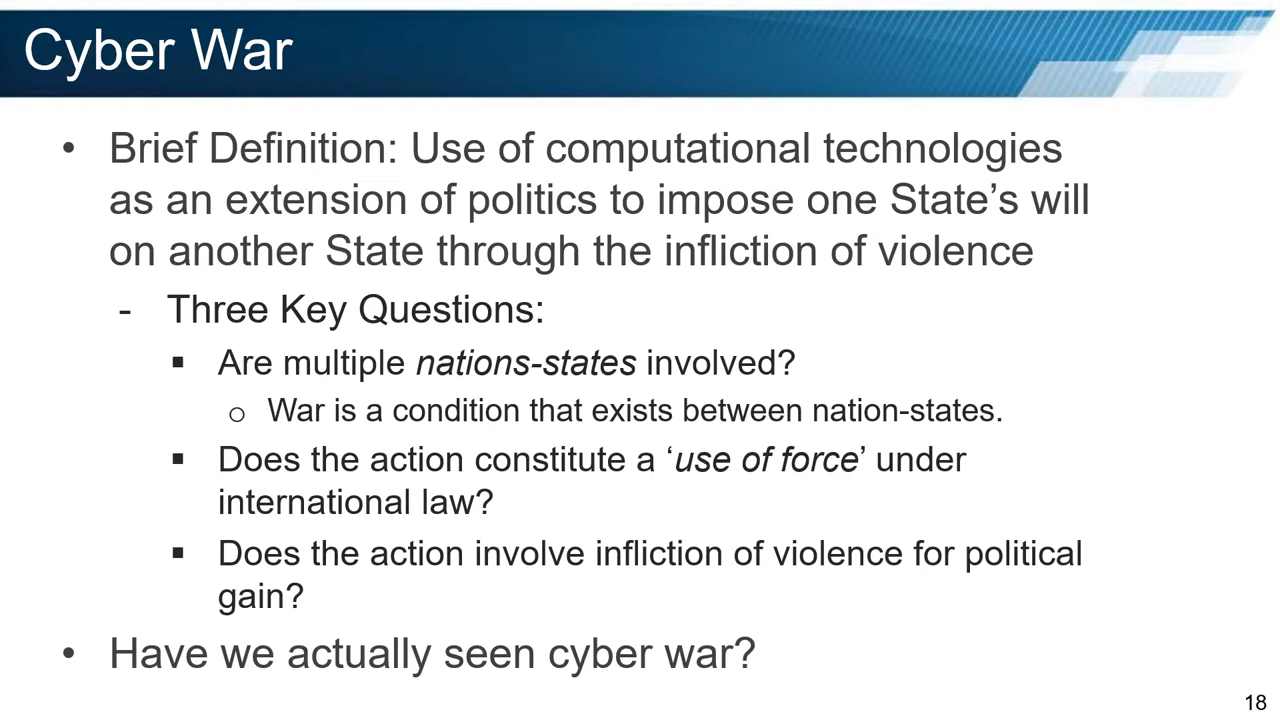 Cyber War
• Brief Definition: Use of computational technologies
as an extension of politics to impose one State’s will
on another State through the infliction of violence
- Three Key Questions:
▪ Are multiple nations-states involved?
o War is a condition that exists between nation-states.
▪ Does the action constitute a ‘use of force’ under
international law?
▪ Does the action involve infliction of violence for political
gain?
• Have we actually seen cyber war?
18